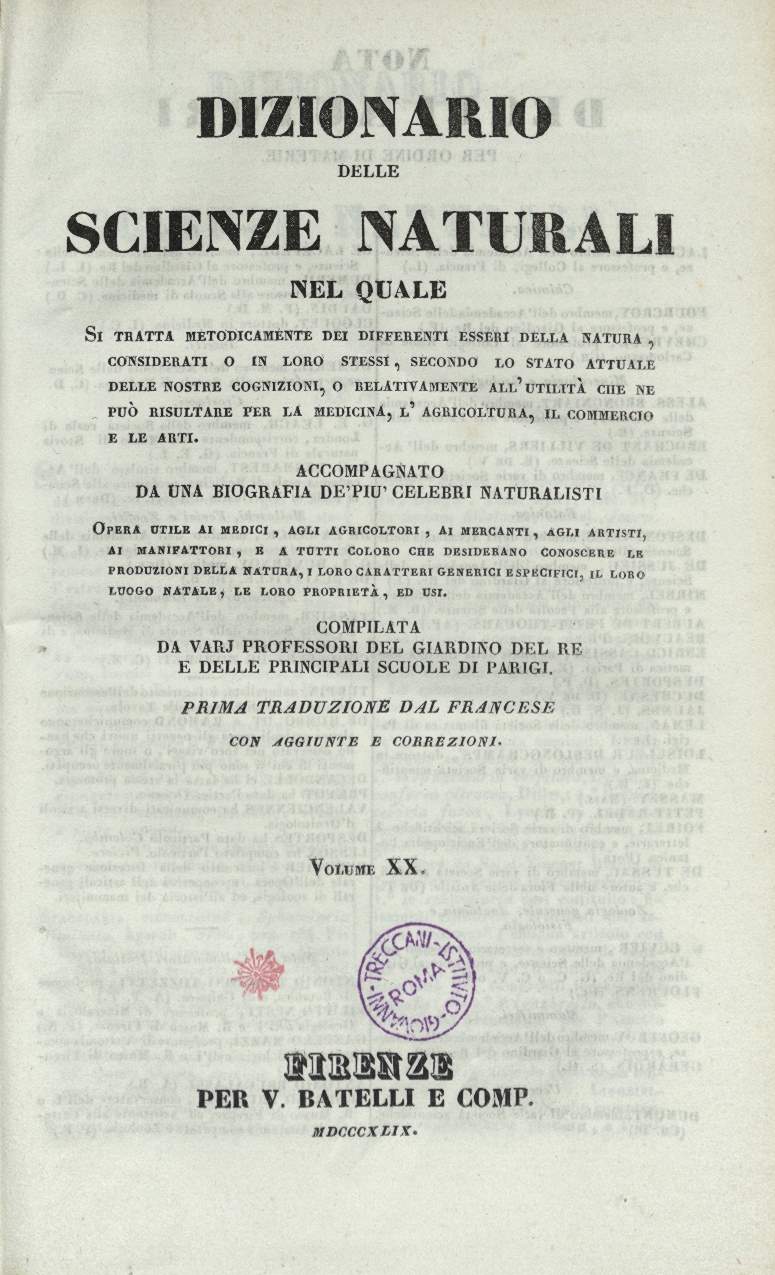 DIZIONARIO
DELLE
SCIENZE NATURALI
NEL QUALE
SI TRATTA METODICAMENTE DEI DIFFERENTI ESSERI DELLA NATURA ,
CONSIDERATI O IN LORO STESSI , SECONDO LO STATO ATTUALE
DELLE NOSTRE COGNIZIONI, O RELATIVAMENTE ALL' UTILITÀ CHE NE
PUÒ RISULTARE PER LA MEDICINA, L' AGRICOLTURA, IL COMMERCIO
E LE ARTI.
ACCOMPAGNATO
DA UNA BIOGRAFIA DE' PIU' CELEBRI NATURALISTI
OPERA UTILE AI MEDICI , AGLI AGRICOLTORI , AI MERCANTI , AGLI ARTISTI,
AI MANIFATTORI , E A TUTTI COLORO CHE DESIDERANO CONOSCERE LE
PRODUZIONI DELLA NATURA, I LORO CARATTERI GENERICI E SPECIFICI, IL LORO
LUOGO NATALE, LE LORO PROPRIETÀ , ED USI.
COMPILATA
DA VARJ PROFESSORI DEL GIARDINO DEL RE
E DELLE PRINCIPALI SCUOLE DI PARIGI.
PRIMA TRADUZIONE DAL FRANCESE
CON AGGIUNTE E CORREZIONI.
VOLUME XX.
ISTITUTO-GIOVANNI-TRECCANI-
ROMA
FIRENZE
PER V. BATELLI E COMP.
MDCCCXLIX.